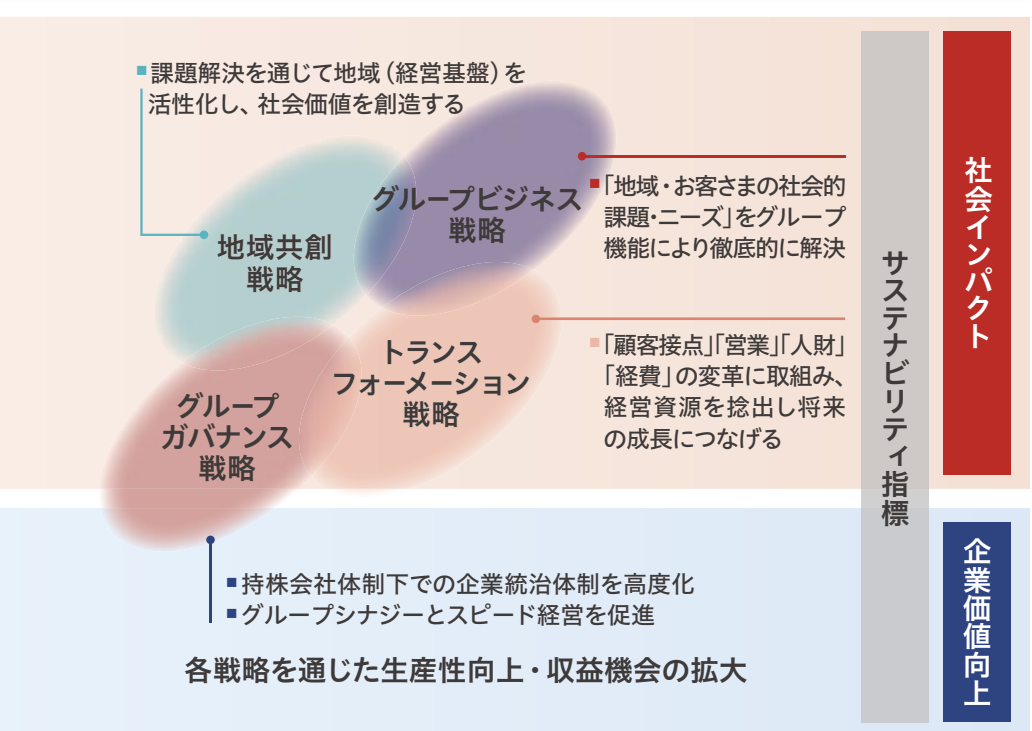 ■課題解決を通じて地域（経営基盤）を
活性化し、社会価値を創造する
グループビジネス
戦略
地域共創
戦略
■「地域・お客さまの社会的
課題・ニーズ」をグループ
機能により徹底的に解決
トランス
フォーメーション
戦略
■「顧客接点」「営業」「人財」
「経費」の変革に取組み、
経営資源を捻出し将来
の成長につなげる
グループ
ガバナンス
戦略
■持株会社体制下での企業統治体制を高度化
■グループシナジーとスピード経営を促進
各戦略を通じた生産性向上・収益機会の拡大
サステナビリティ指標
社会インパクト
企業価値向上